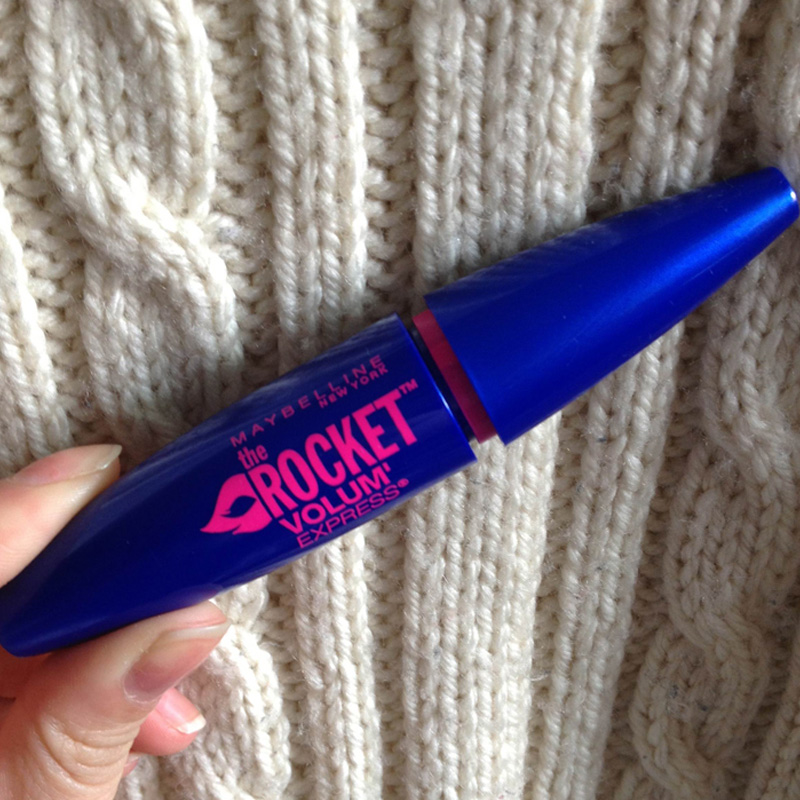 MAYBELLINE
NEW YORK
the
ROCKET™
VOLUM'
EXPRESS®